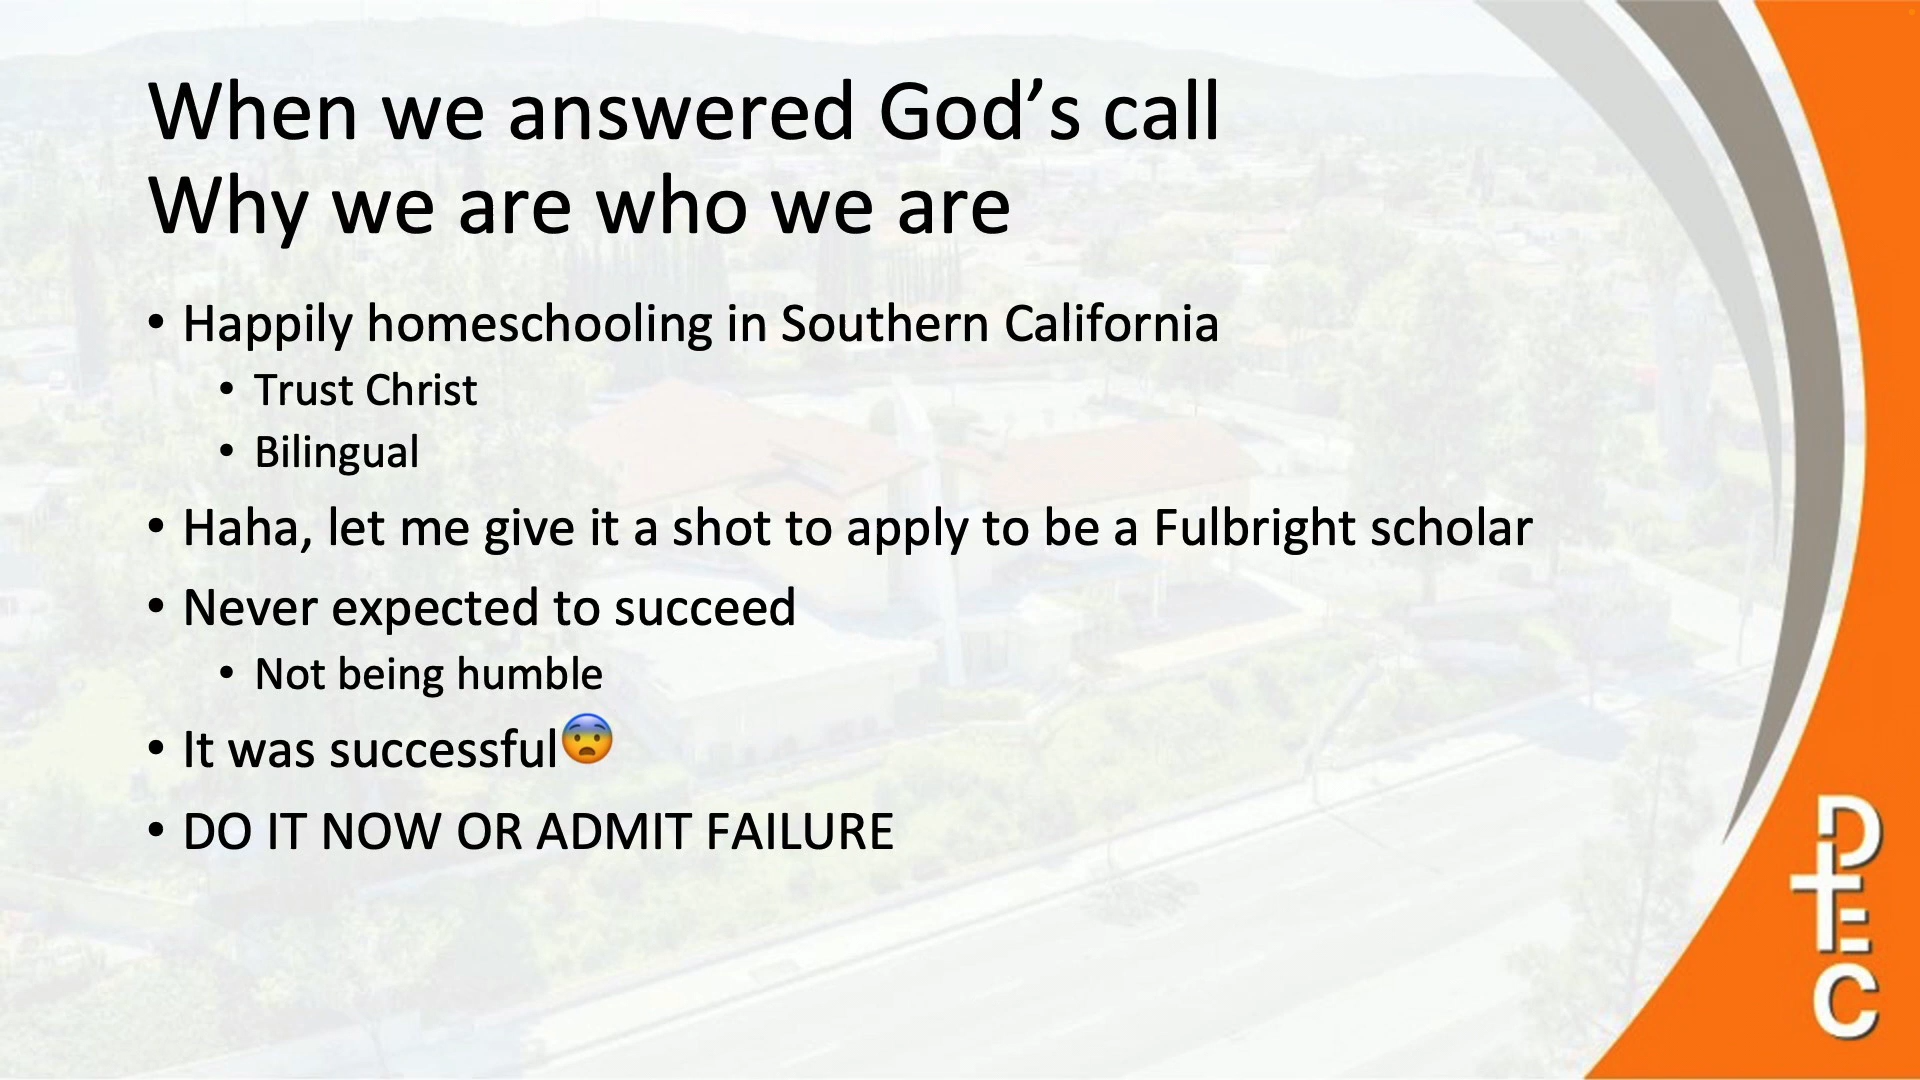 When we answered God’s call
Why we are who we are
• Happily homeschooling in Southern California
• Trust Christ
• Bilingual
• Haha, let me give it a shot to apply to be a Fulbright scholar
• Never expected to succeed
• Not being humble
• It was successful😨
• DO IT NOW OR ADMIT FAILURE
D
E
C